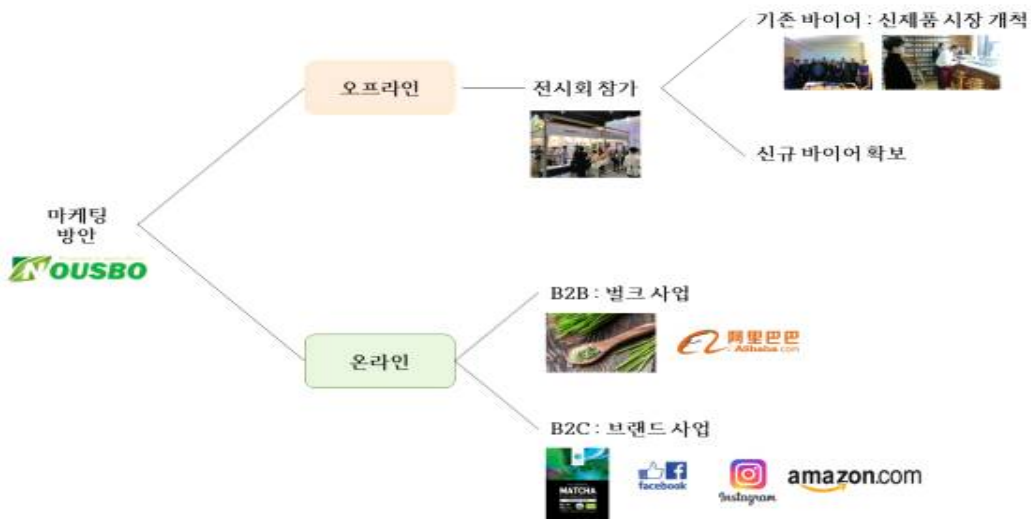 기존 바이어 : 신제품 시장 개척
오프라인
전시회 참가
신규 바이어 확보
마케팅
방안
NOUSBO
B2B : 벌크 사업
阿里巴巴
Alibaba.com
온라인
B2C : 브랜드 사업
MATCHA
facebook
Instagram
amazon.com